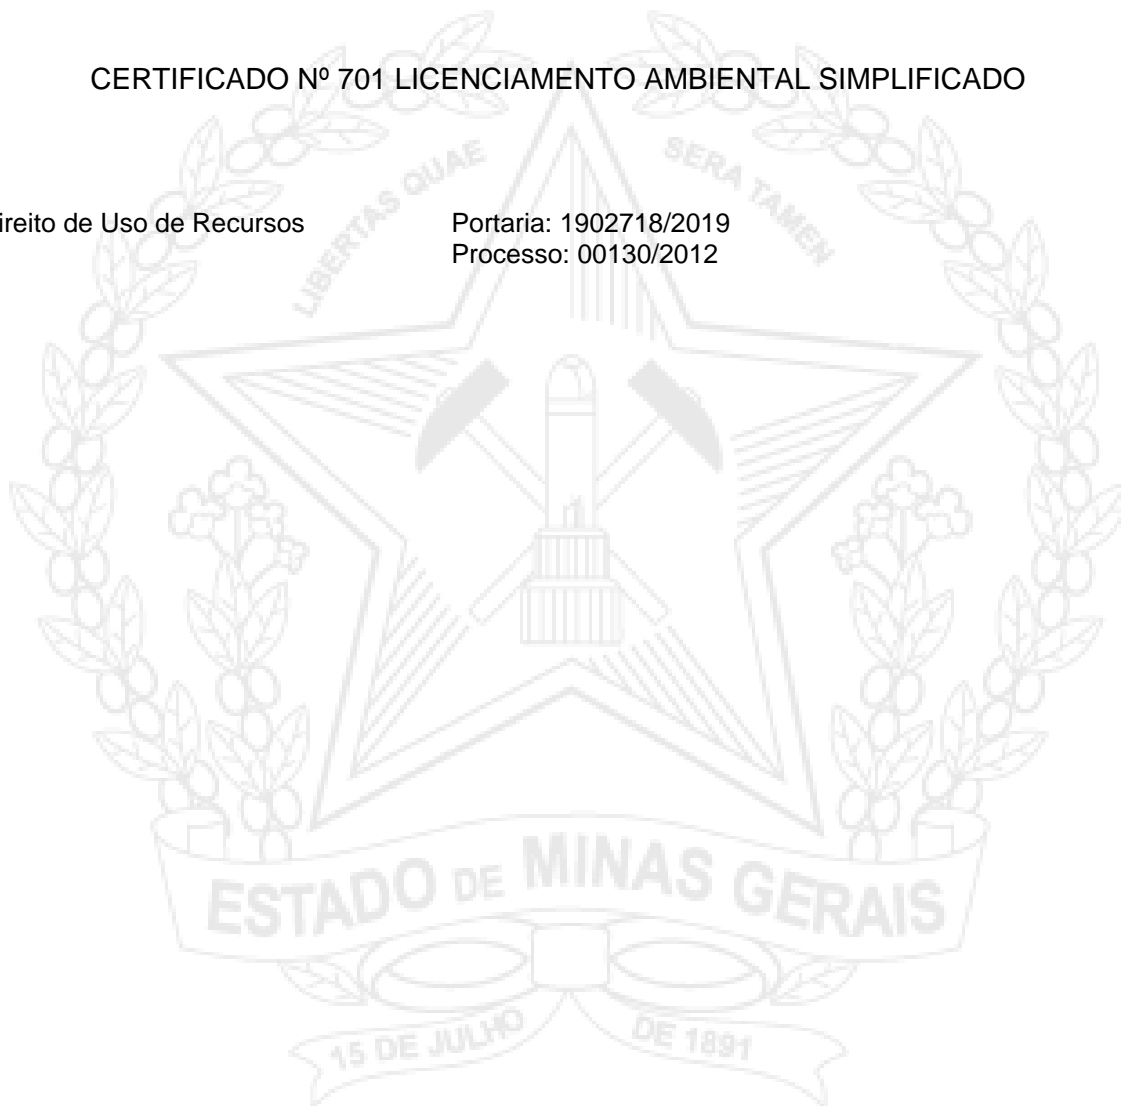 CERTIFICADO Nº 701 LICENCIAMENTO AMBIENTAL SIMPLIFICADO
LIBERTAS QUAE SERA TAMEN
ireito de Uso de Recursos Portaria: 1902718/2019
Processo: 00130/2012
ESTADO DE MINAS GERAIS
15 DE JULHO DE 1891